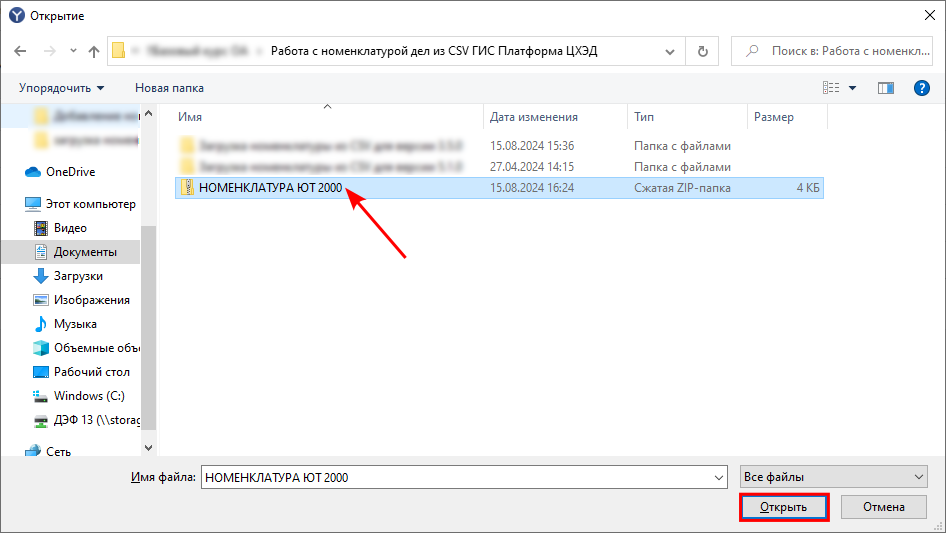 Открытие
Работа с номенклатурой дел из CSV ГИС Платформа ЦХЭД
Поиск в: Работа с номенкл...
Упорядочить
Новая папка
Имя
Дата изменения
Тип
Размер
15.08.2024 15:36
Папка с файлами
27.04.2024 14:15
Папка с файлами
НОМЕНКЛАТУРА ЮТ 2000
15.08.2024 16:24
Сжатая ZIP-папка
4 КБ
OneDrive
Этот компьютер
Видео
Документы
Загрузки
Изображения
Музыка
Объемные объ
Рабочий стол
Windows (C:)
ДЭФ 13 (\\storag
Сеть
Имя файла:
НОМЕНКЛАТУРА ЮТ 2000
Все файлы
Открыть
Отмена